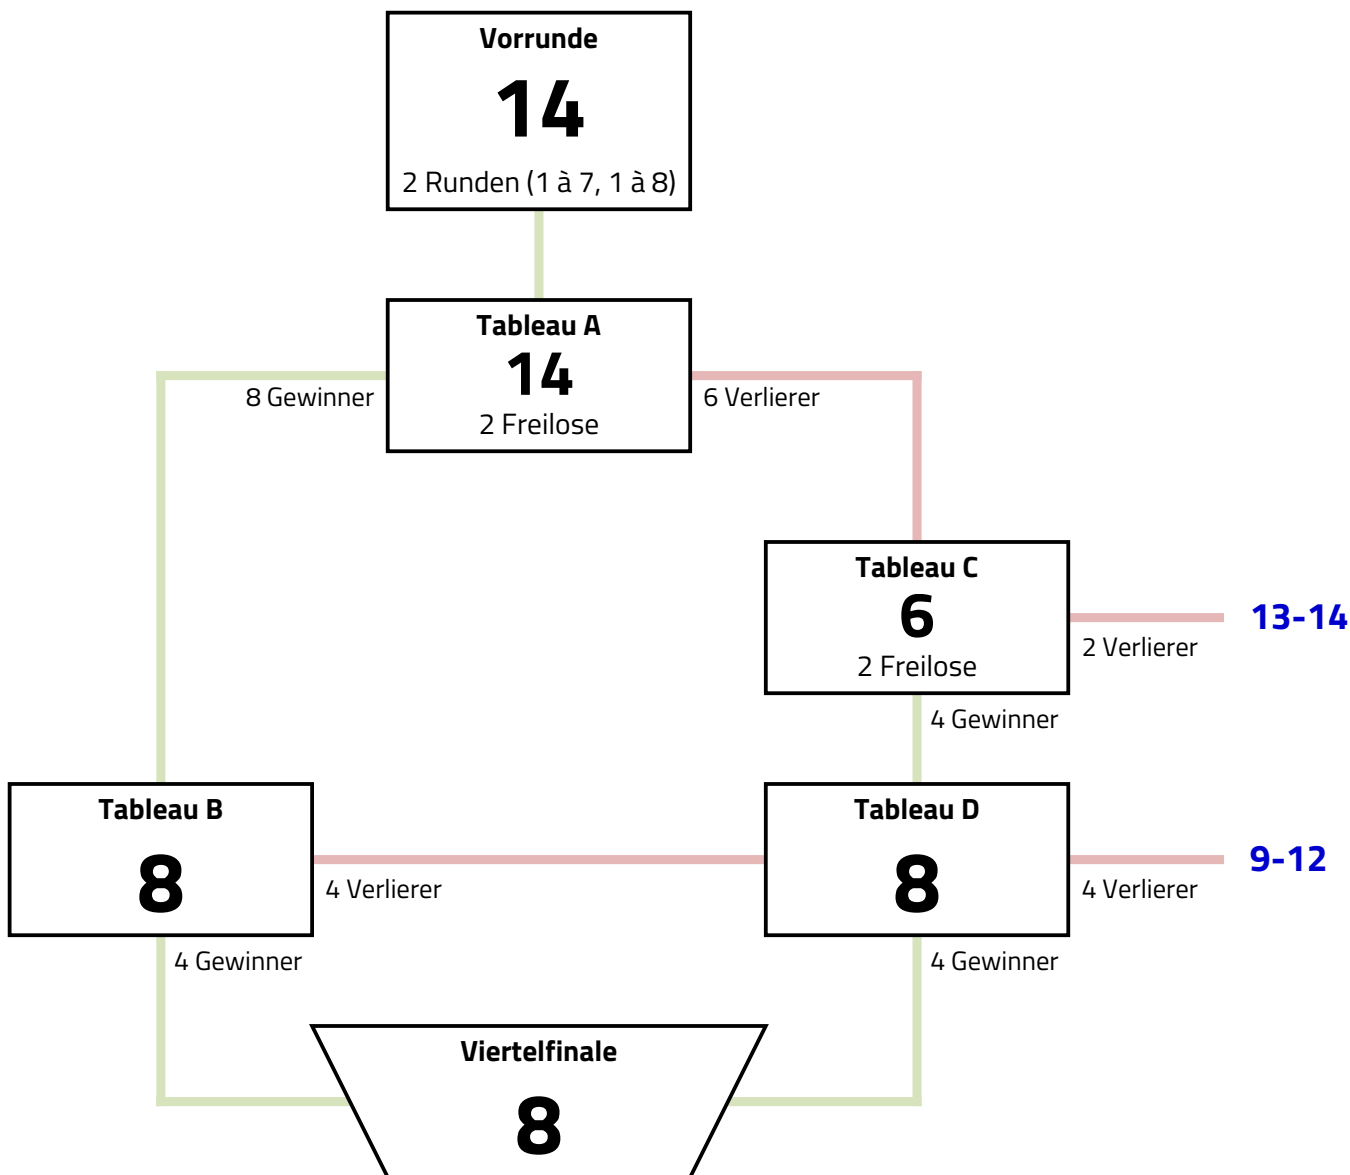 Vorrunde
14
2 Runden (1 à 7, 1 à 8)
Tableau A
14
2 Freilose
8 Gewinner
6 Verlierer
Tableau C
6
2 Freilose
13-14
2 Verlierer
4 Gewinner
Tableau B
8
4 Verlierer
4 Gewinner
Tableau D
8
9-12
4 Verlierer
4 Gewinner
Viertelfinale
8